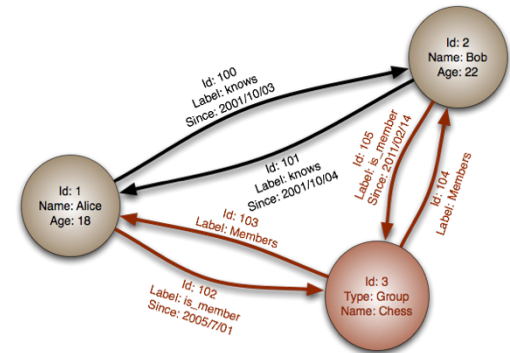 Id: 2
Name: Bob
Age: 22
Id: 100
Label: knows
Since: 2001/10/03
Id: 101
Label: knows
Since: 2001/10/04
Id: 105
Label: is_member
Since: 2011/02/14
Id: 104
Label: Members
Id: 1
Name: Alice
Age: 18
Id: 103
Label: Members
Id: 102
Label: is_member
Since: 2005/7/01
Id: 3
Type: Group
Name: Chess